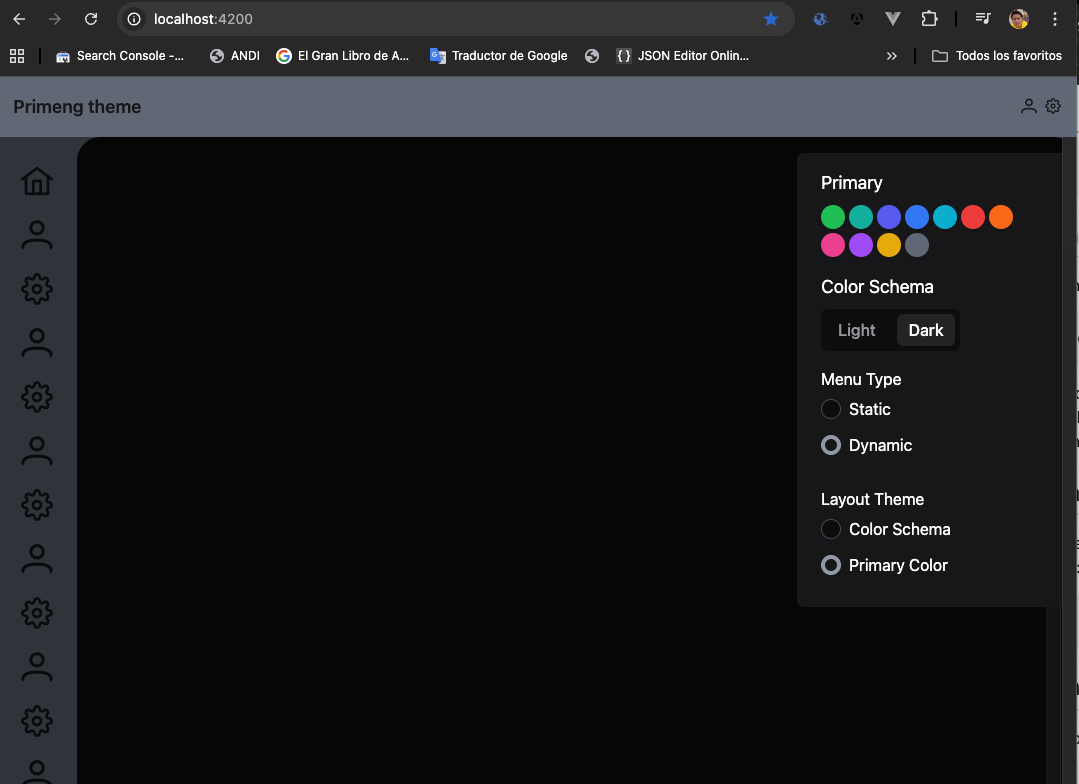 localhost:4200
Search Console -... ANDI El Gran Libro de A... Traductor de Google JSON Editor Onlin... » Todos los favoritos
Primeng theme
Primary
Color Schema
Light Dark
Menu Type
Static
Dynamic
Layout Theme
Color Schema
Primary Color